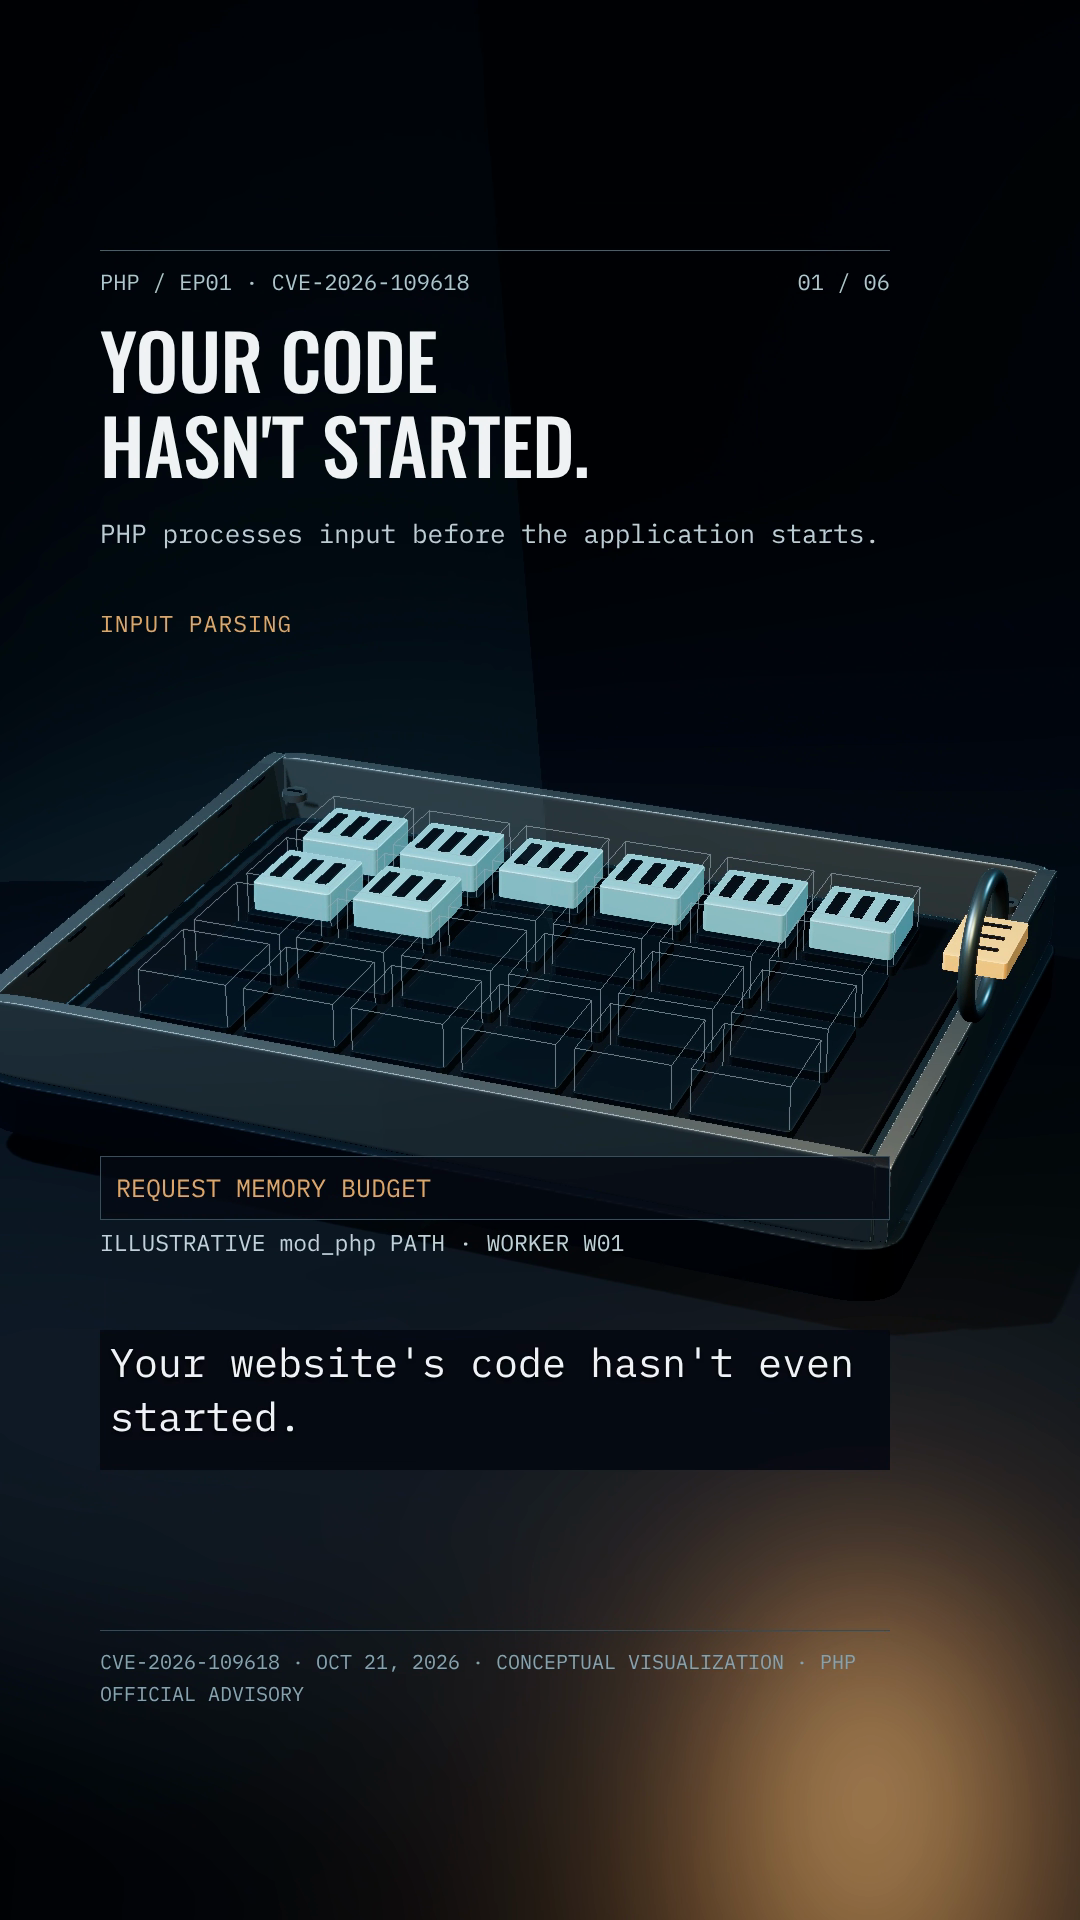 PHP / EP01 · CVE-2026-109618
01 / 06
YOUR CODE
HASN'T STARTED.
PHP processes input before the application starts.
INPUT PARSING
REQUEST MEMORY BUDGET
ILLUSTRATIVE mod_php PATH · WORKER W01
Your website's code hasn't even
started.
CVE-2026-109618 · OCT 21, 2026 · CONCEPTUAL VISUALIZATION · PHP
OFFICIAL ADVISORY